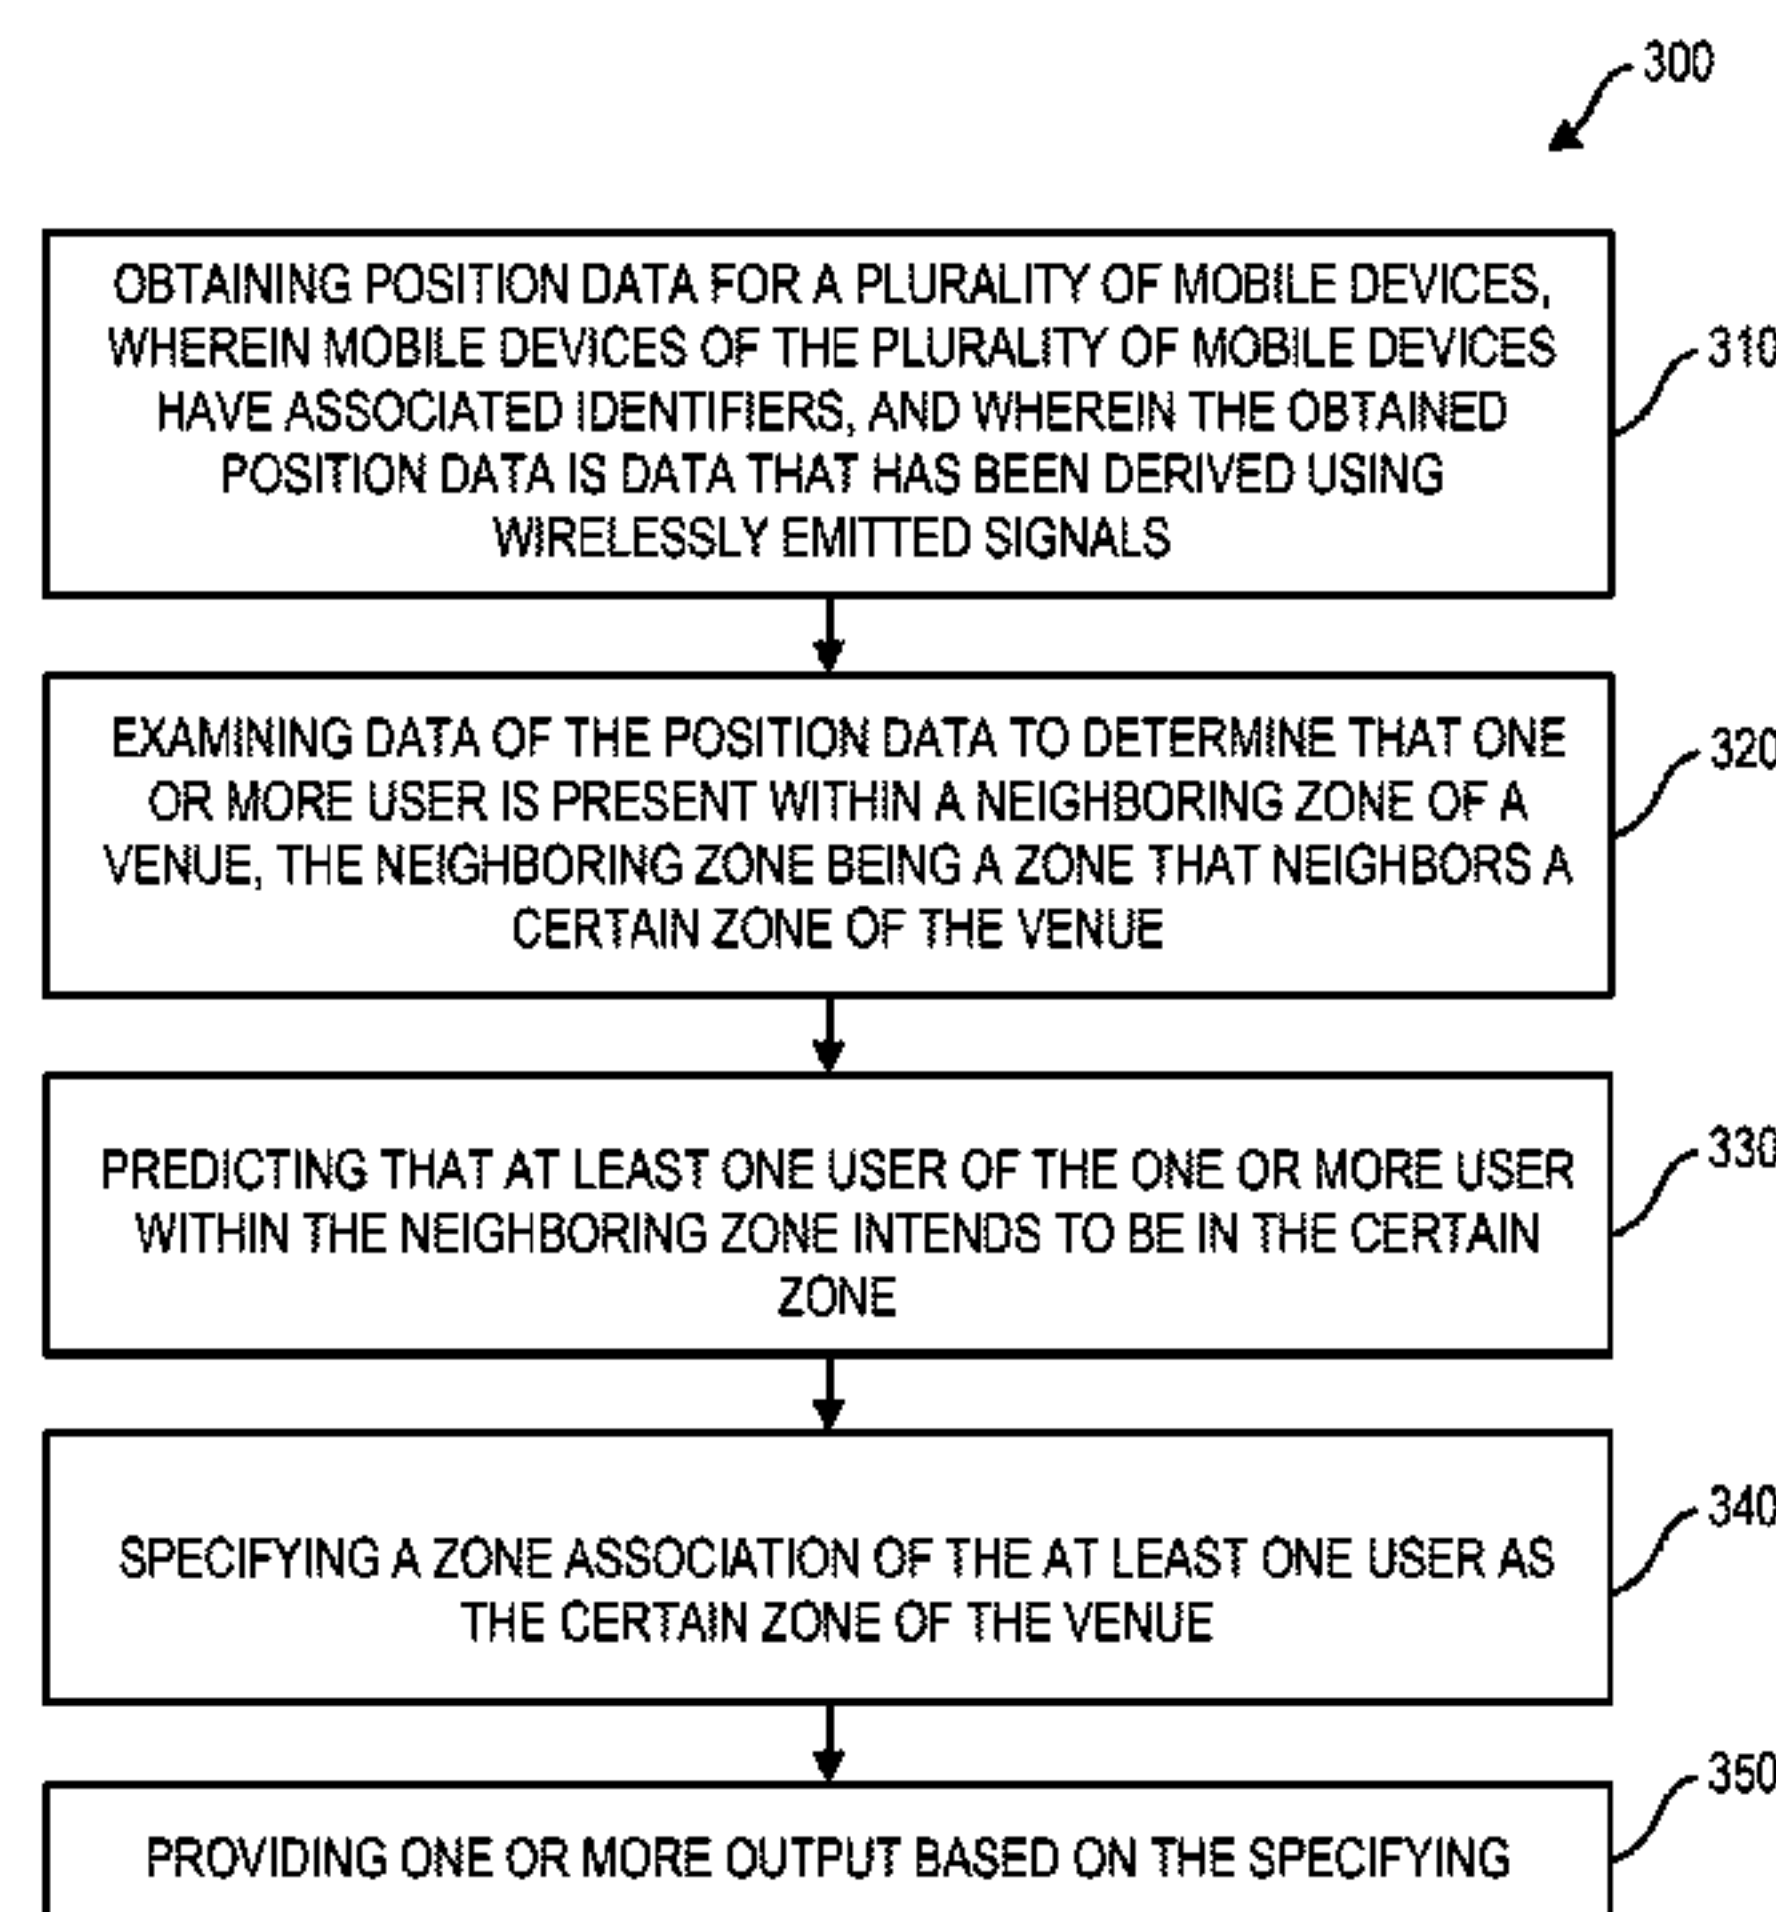 300
OBTAINING POSITION DATA FOR A PLURALITY OF MOBILE DEVICES,
WHEREIN MOBILE DEVICES OF THE PLURALITY OF MOBILE DEVICES
HAVE ASSOCIATED IDENTIFIERS, AND WHEREIN THE OBTAINED
POSITION DATA IS DATA THAT HAS BEEN DERIVED USING
WIRELESSLY EMITTED SIGNALS
310
EXAMINING DATA OF THE POSITION DATA TO DETERMINE THAT ONE
OR MORE USER IS PRESENT WITHIN A NEIGHBORING ZONE OF A
VENUE, THE NEIGHBORING ZONE BEING A ZONE THAT NEIGHBORS A
CERTAIN ZONE OF THE VENUE
320
PREDICTING THAT AT LEAST ONE USER OF THE ONE OR MORE USER
WITHIN THE NEIGHBORING ZONE INTENDS TO BE IN THE CERTAIN
ZONE
330
SPECIFYING A ZONE ASSOCIATION OF THE AT LEAST ONE USER AS
THE CERTAIN ZONE OF THE VENUE
340
PROVIDING ONE OR MORE OUTPUT BASED ON THE SPECIFYING
350